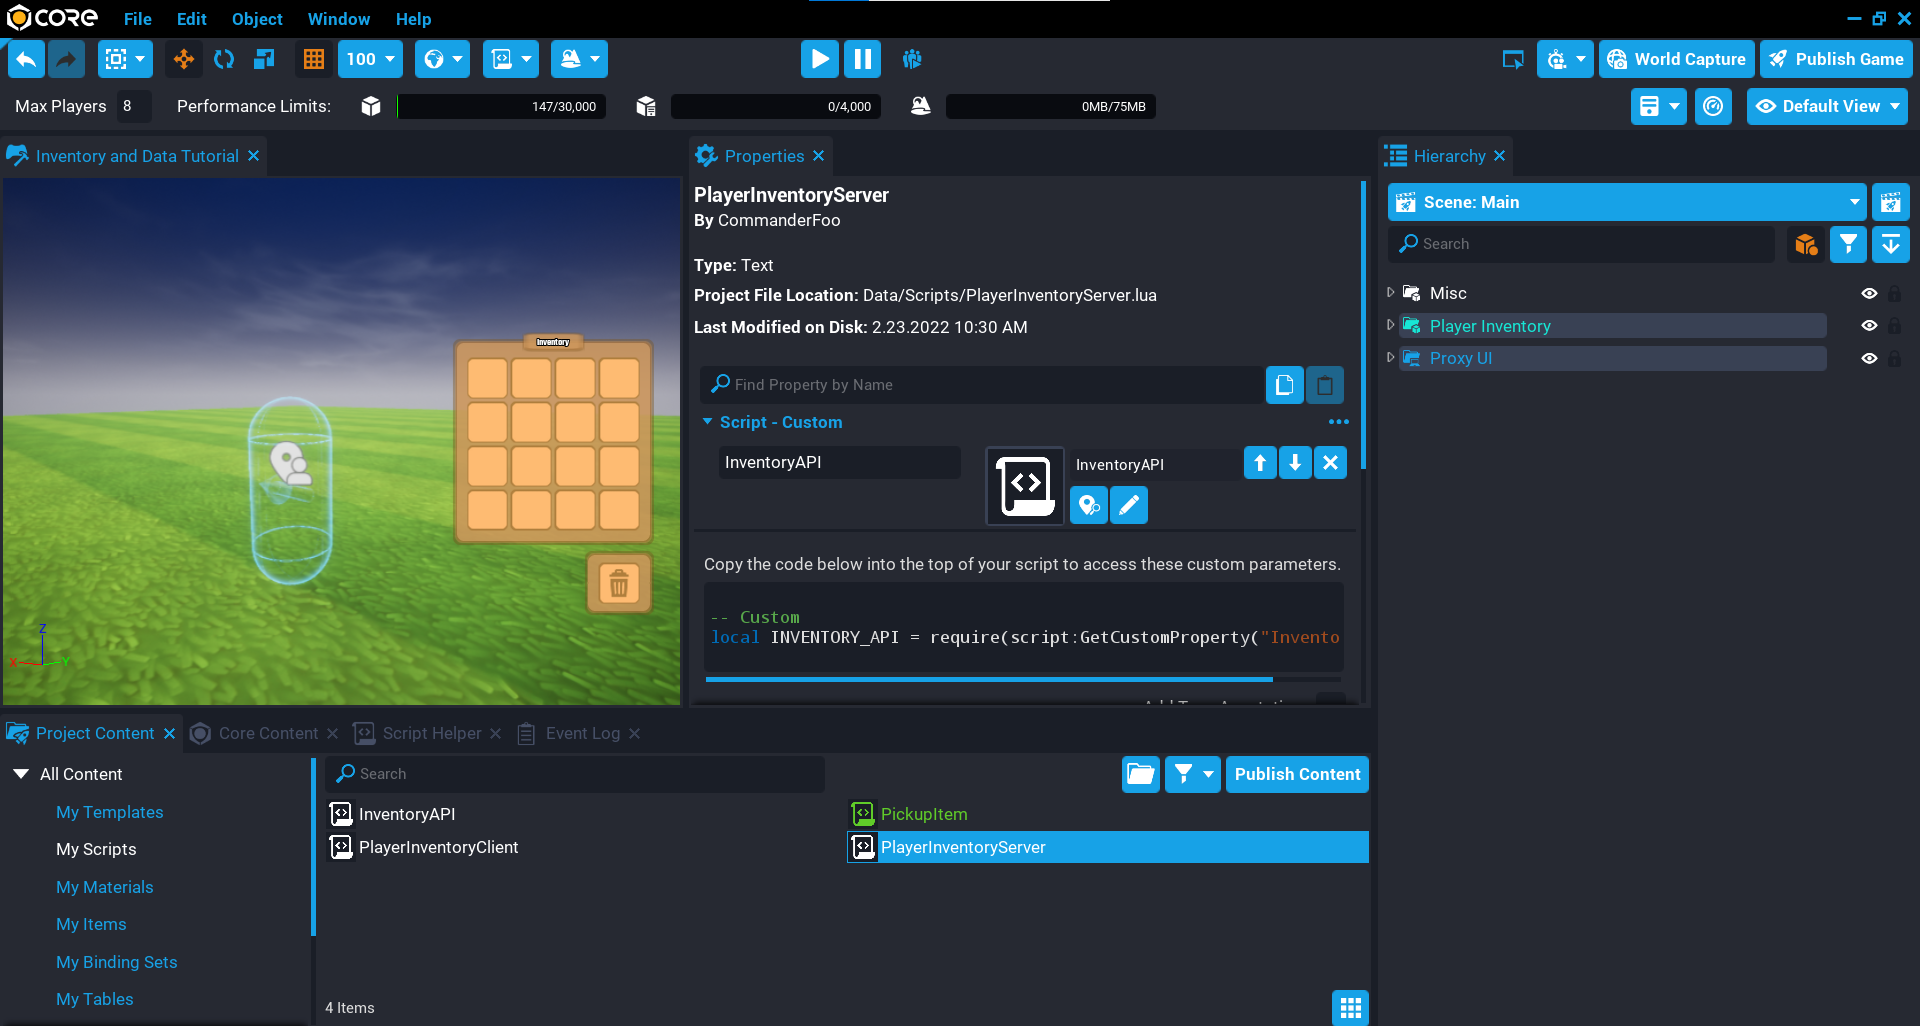 CORE File Edit Object Window Help
100 World Capture Publish Game
Max Players 8 Performance Limits: 147/30,000 0/4,000 0MB/75MB Default View
Inventory and Data Tutorial
Inventory
Z
X Y
Properties
PlayerInventoryServer
By CommanderFoo
Type: Text
Project File Location: Data/Scripts/PlayerInventoryServer.lua
Last Modified on Disk: 2.23.2022 10:30 AM
Find Property by Name
Script - Custom
InventoryAPI InventoryAPI
Copy the code below into the top of your script to access these custom parameters.
-- Custom
local INVENTORY_API = require(script:GetCustomProperty("Invento
Hierarchy
Scene: Main
Search
Misc
Player Inventory
Proxy UI
Project Content Core Content Script Helper Event Log
All Content
My Templates
My Scripts
My Materials
My Items
My Binding Sets
My Tables
Search Publish Content
InventoryAPI PickupItem
PlayerInventoryClient PlayerInventoryServer
4 Items